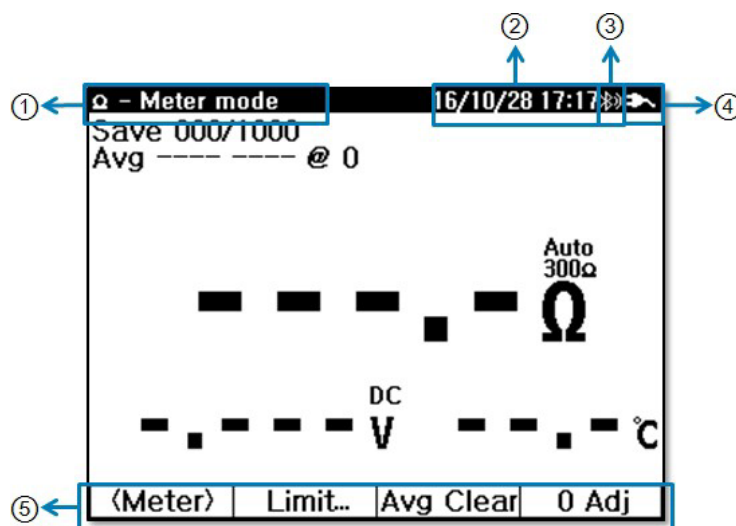 ② ③
① Ω – Meter mode 16/10/28 17:17 ④
Save 000/1000
Avg ---- ---- @ 0
Auto
300Ω
- - - . - Ω
DC
- . - - - V - - . - ℃
⑤ ⟨Meter⟩ Limit... Avg Clear 0 Adj